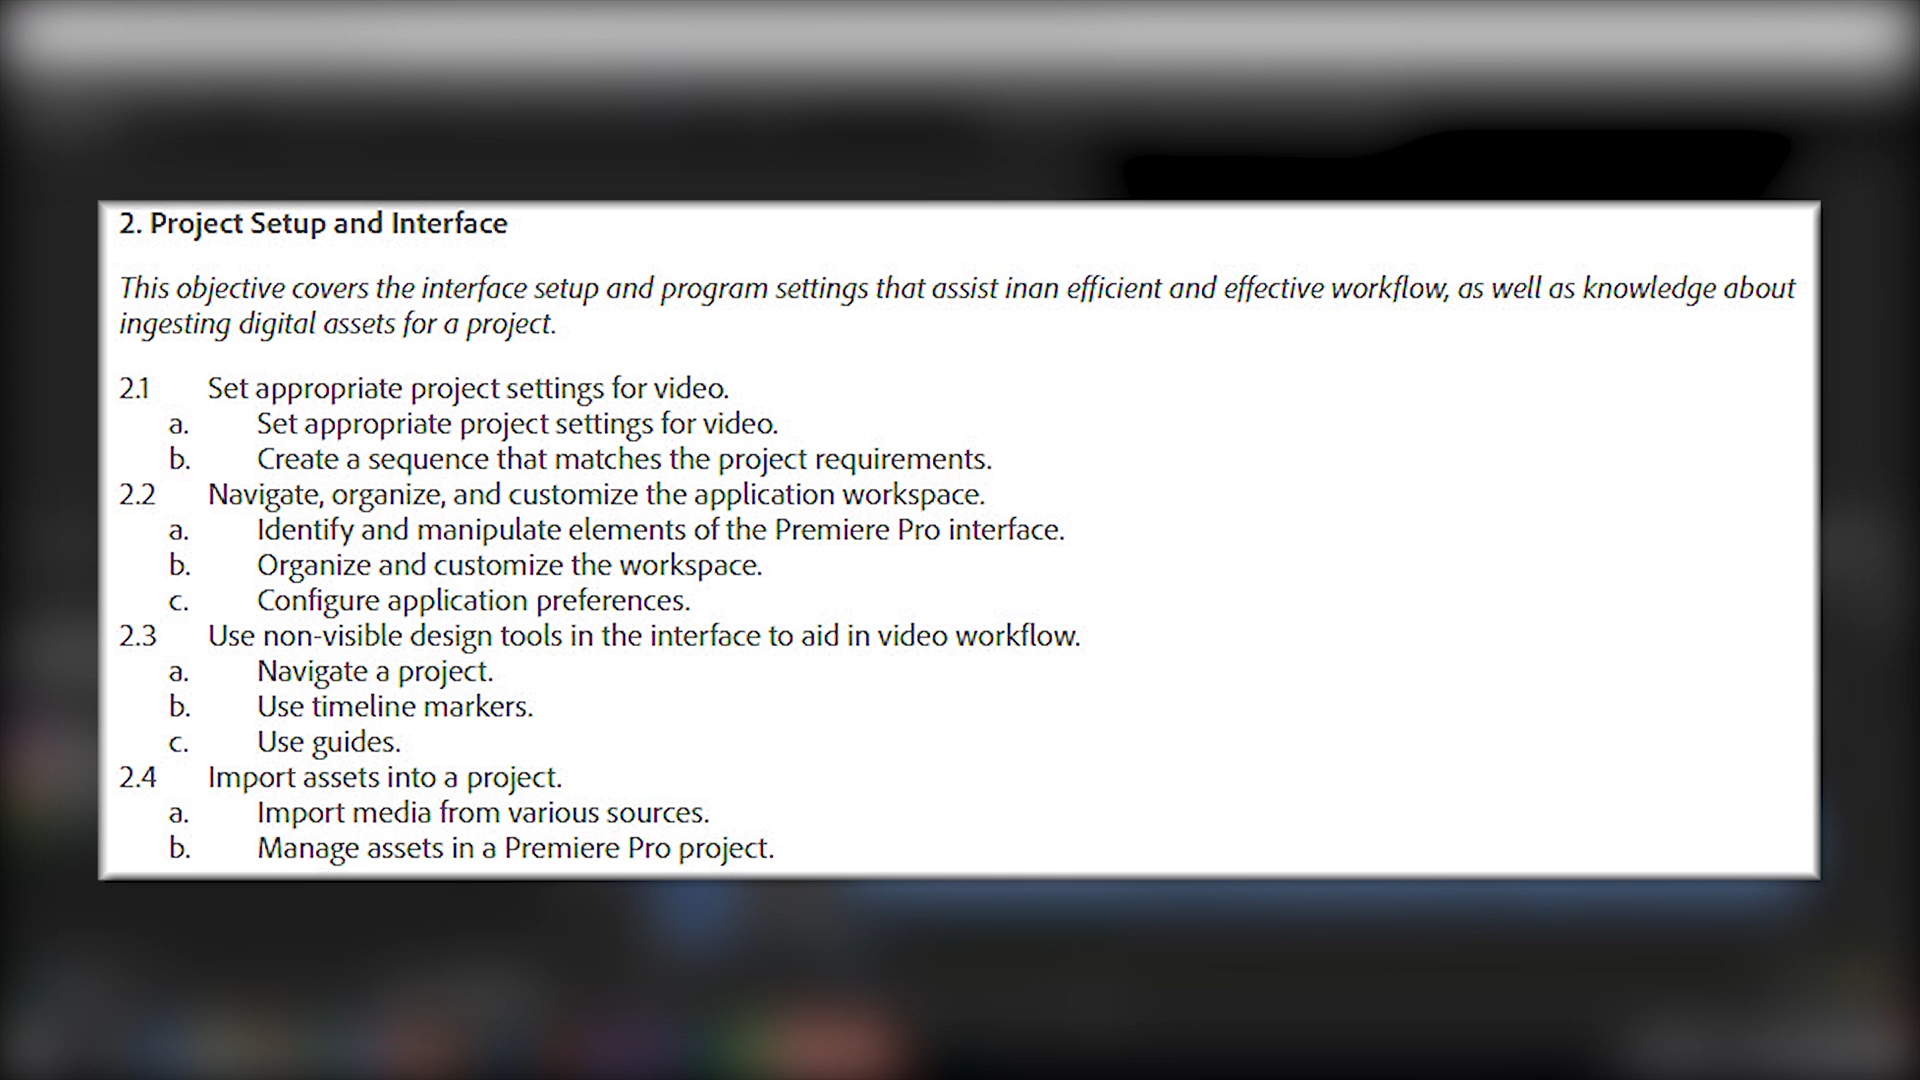 2. Project Setup and Interface
This objective covers the interface setup and program settings that assist inan efficient and effective workflow, as well as knowledge about
ingesting digital assets for a project.
2.1 Set appropriate project settings for video.
a. Set appropriate project settings for video.
b. Create a sequence that matches the project requirements.
2.2 Navigate, organize, and customize the application workspace.
a. Identify and manipulate elements of the Premiere Pro interface.
b. Organize and customize the workspace.
c. Configure application preferences.
2.3 Use non-visible design tools in the interface to aid in video workflow.
a. Navigate a project.
b. Use timeline markers.
c. Use guides.
2.4 Import assets into a project.
a. Import media from various sources.
b. Manage assets in a Premiere Pro project.